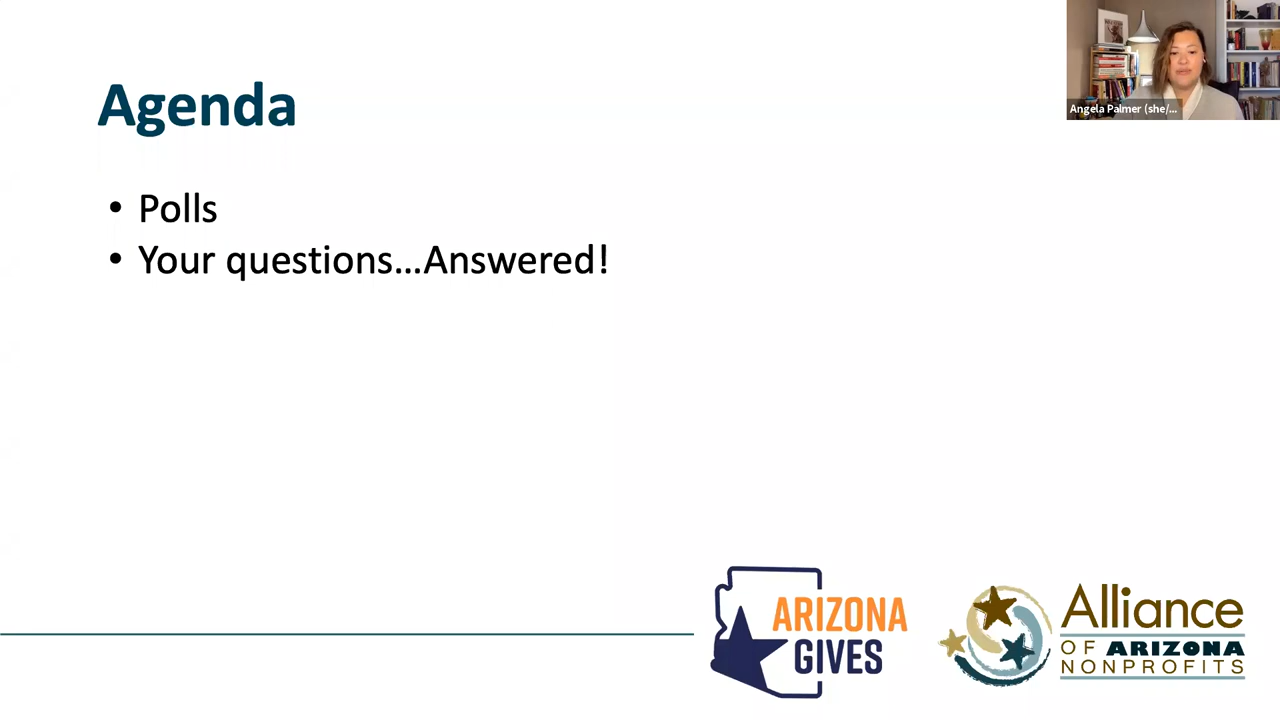 Agenda
Angela Palmer (she/...
• Polls
• Your questions...Answered!
ARIZONA
GIVES
Alliance
OF ARIZONA
NONPROFITS